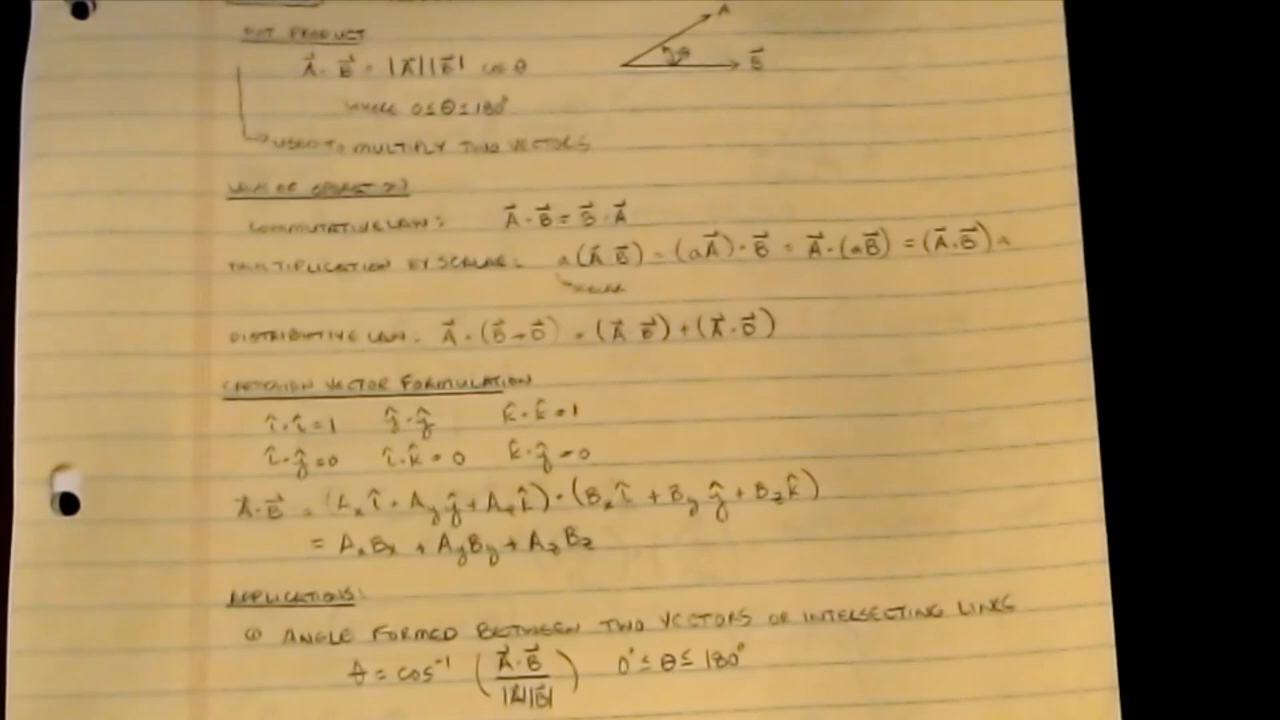 DOT PRODUCT
A⃗ · B⃗ = |A⃗| |B⃗| cos θ
A
θ
B⃗
WHERE 0 ≤ θ ≤ 180°
→ USED TO MULTIPLY TWO VECTORS
LAWS OF
COMMUTATIVE LAW: A⃗ · B⃗ = B⃗ · A⃗
MULTIPLICATION BY SCALAR: a(A⃗ · B⃗) = (aA⃗) · B⃗ = A⃗ · (aB⃗) = (A⃗ · B⃗) a
SCALAR
DISTRIBUTIVE LAW: A⃗ · (B⃗ + D⃗) = (A⃗ · B⃗) + (A⃗ · D⃗)
CARTESIAN VECTOR FORMULATION
î · î = 1 ĵ · ĵ k̂ · k̂ = 1
î · ĵ = 0 î · k̂ = 0 k̂ · ĵ = 0
A⃗ · B⃗ = (Aₓ î + Ay ĵ + Az k̂) · (Bₓ î + By ĵ + Bz k̂)
= AₓBₓ + AyBy + AzBz
APPLICATIONS:
① ANGLE FORMED BETWEEN TWO VECTORS OR INTERSECTING LINES
θ = cos⁻¹ (A⃗ · B⃗ / |A⃗||B⃗|) 0° ≤ θ ≤ 180°